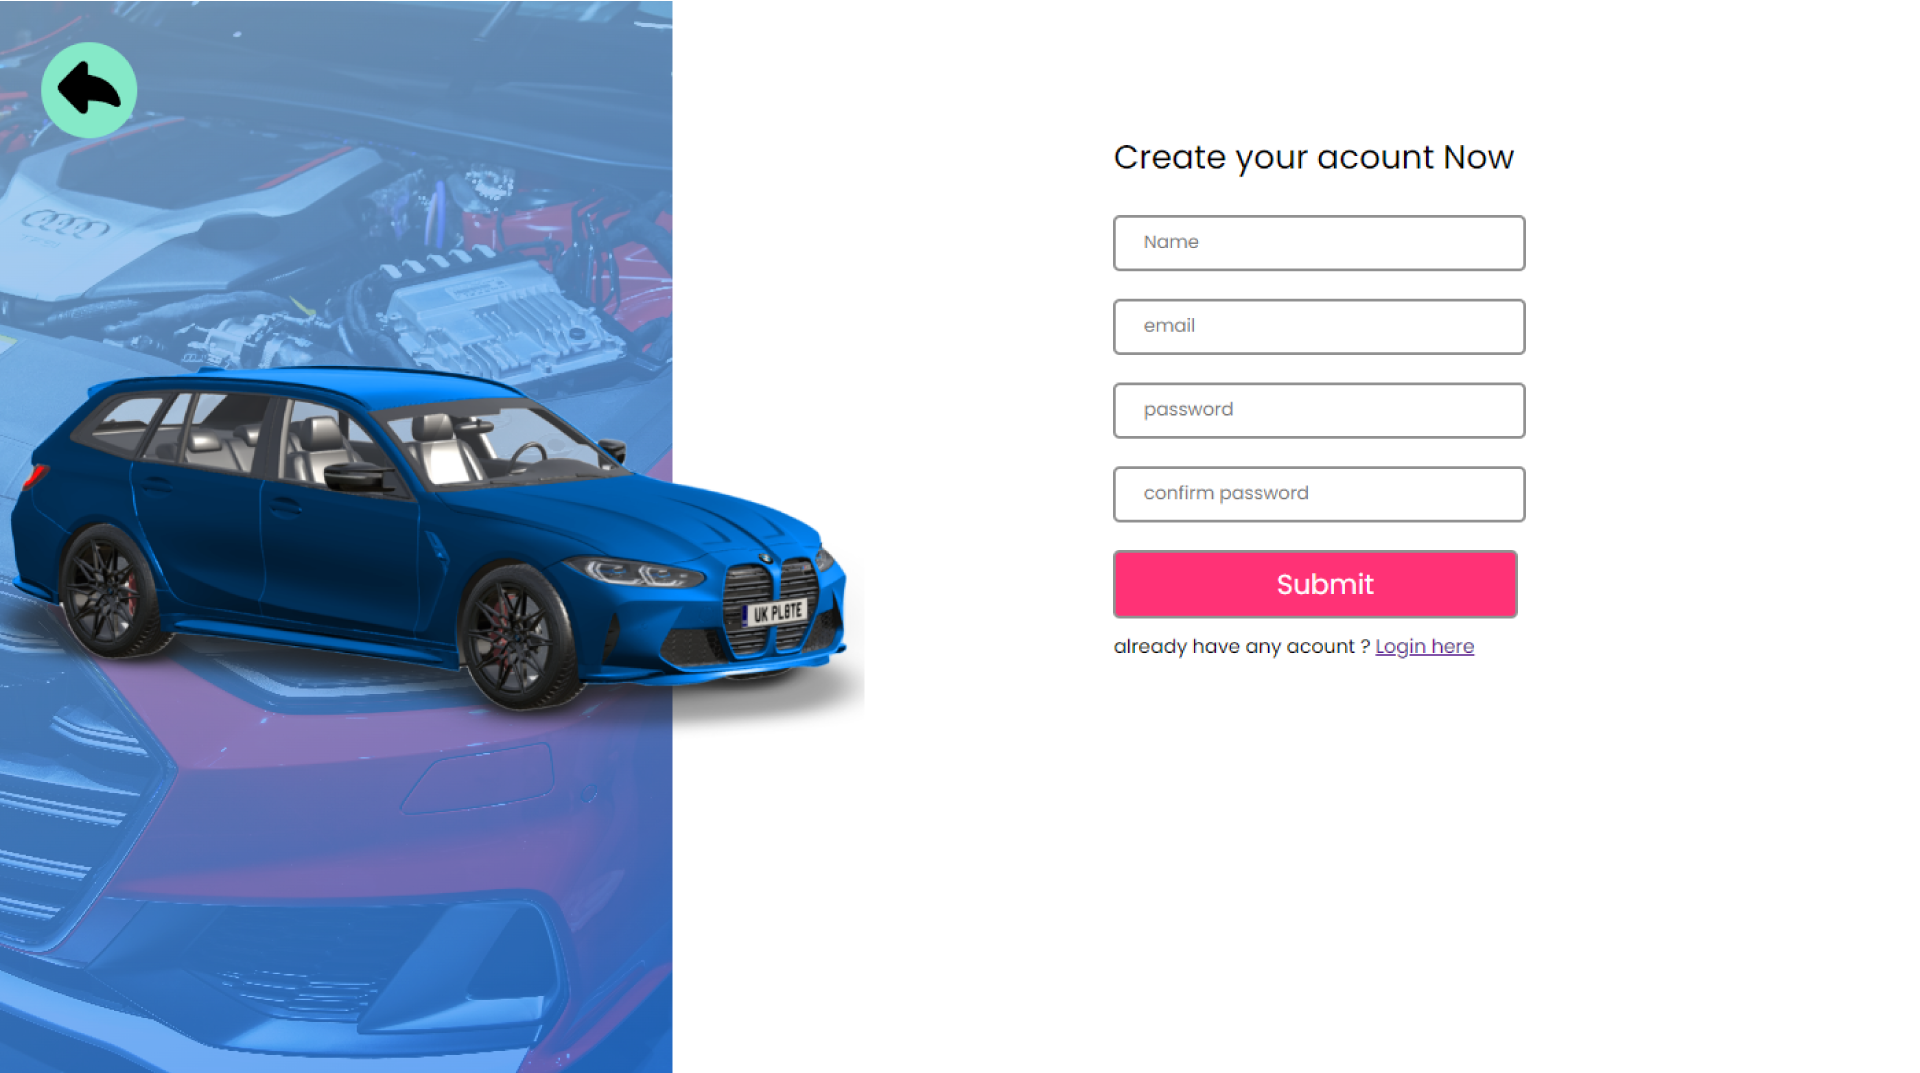 Create your acount Now
Name
email
password
confirm password
Submit
already have any acount ? Login here
UK PL8TE